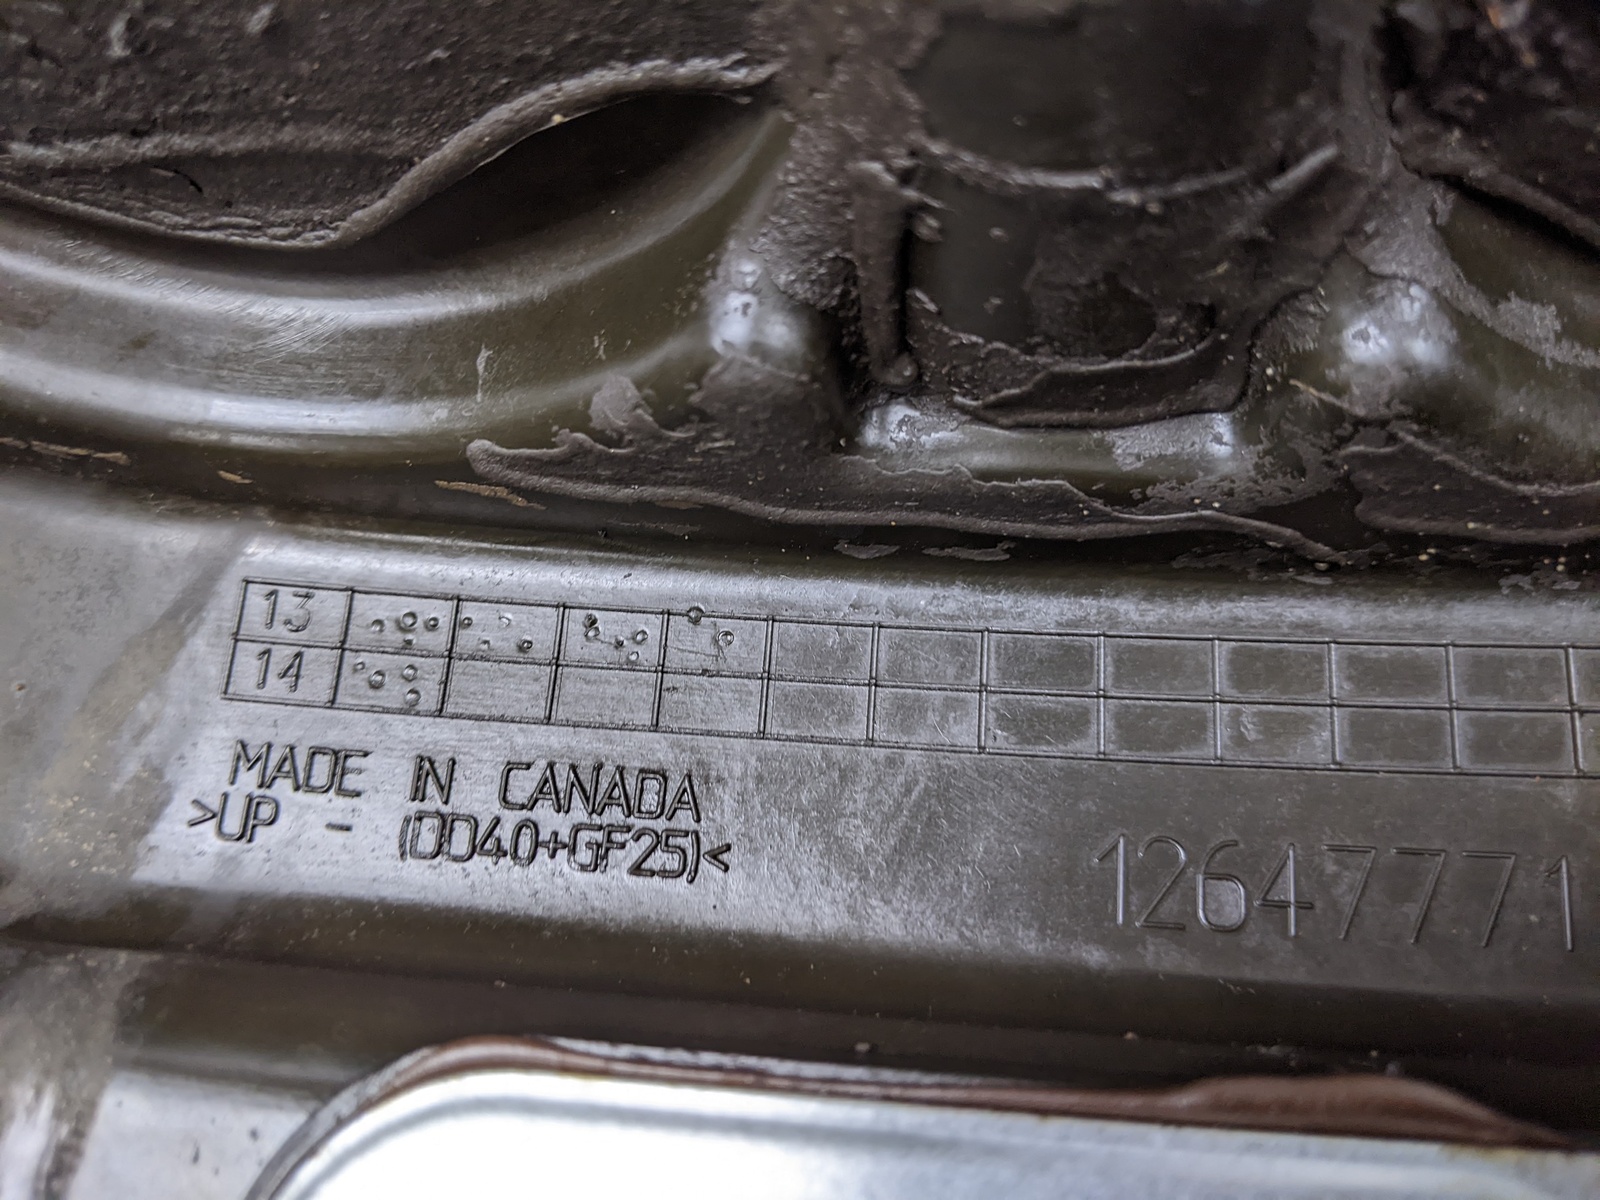 13
14
MADE IN CANADA
>UP - (DD40+GF25)<
12647771